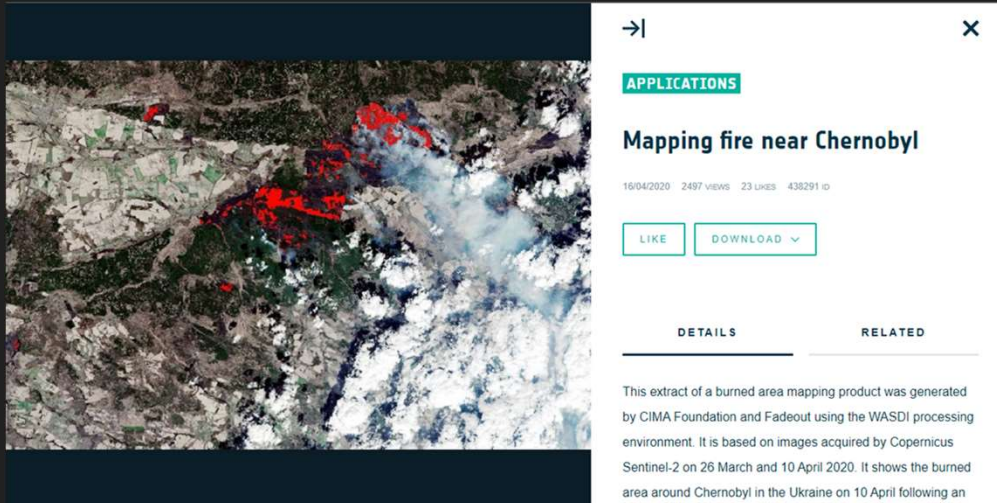 APPLICATIONS
Mapping fire near Chernobyl
16/04/2020 2497 VIEWS 23 LIKES 438291 ID
LIKE DOWNLOAD
DETAILS RELATED
This extract of a burned area mapping product was generated
by CIMA Foundation and Fadeout using the WASDI processing
environment. It is based on images acquired by Copernicus
Sentinel-2 on 26 March and 10 April 2020. It shows the burned
area around Chernobyl in the Ukraine on 10 April following an